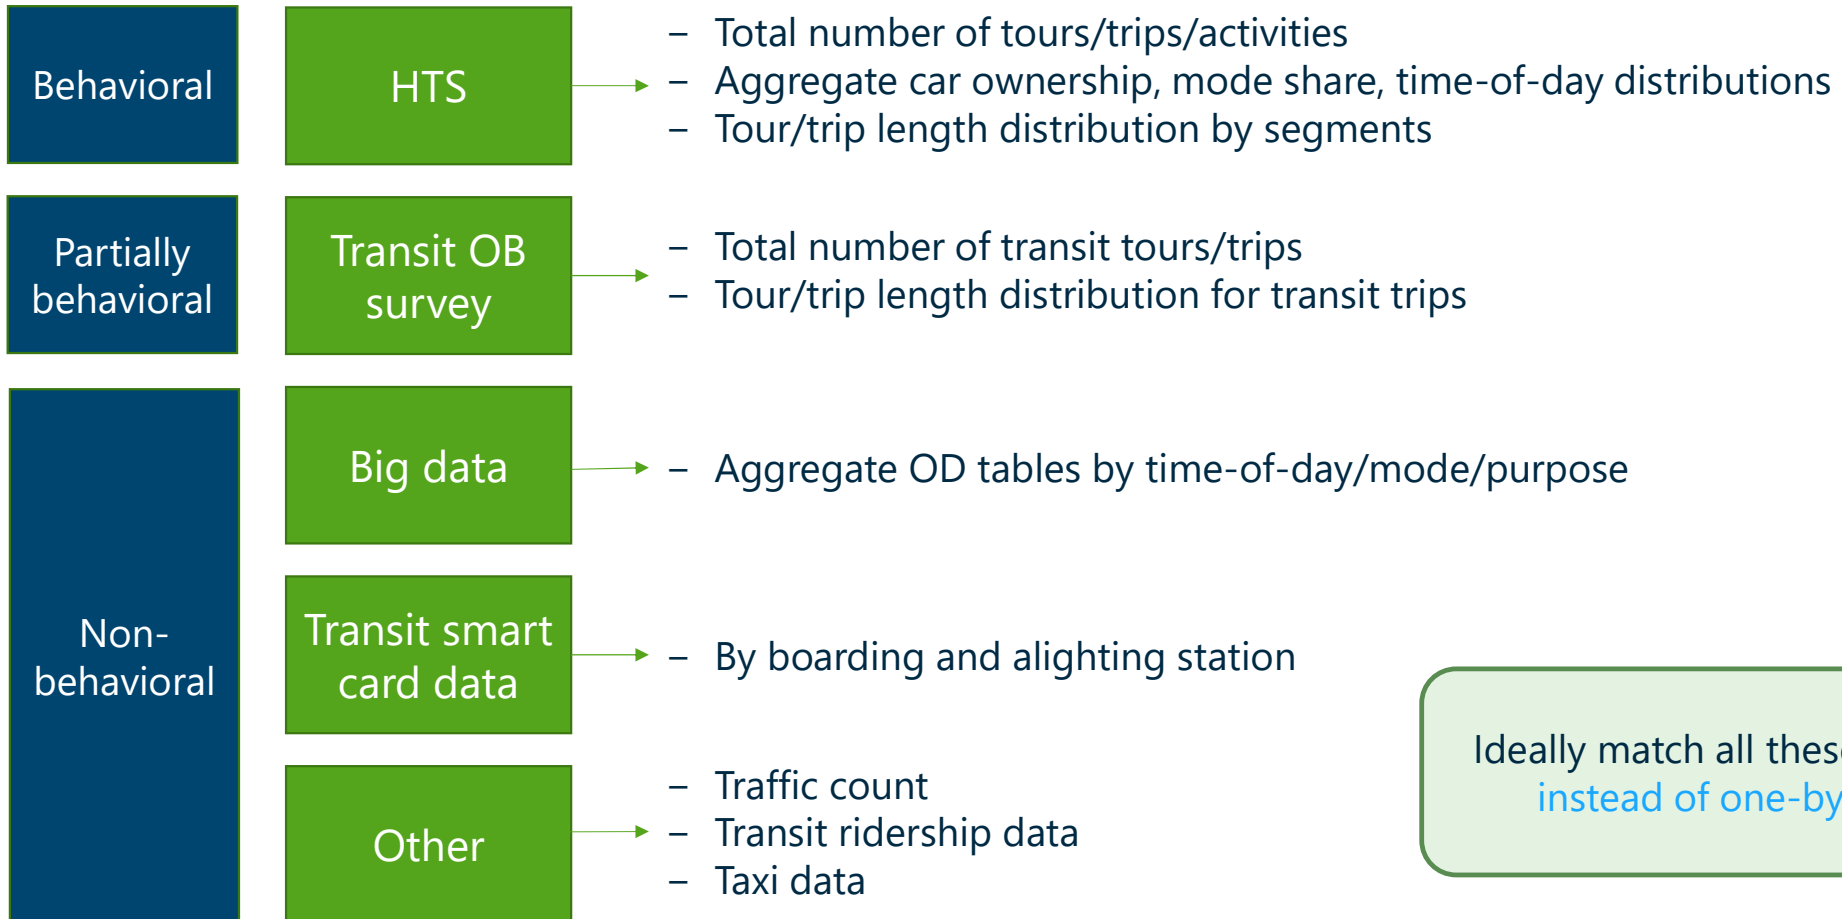 Behavioral
HTS
– Total number of tours/trips/activities
– Aggregate car ownership, mode share, time-of-day distributions
– Tour/trip length distribution by segments
Partially
behavioral
Transit OB
survey
– Total number of transit tours/trips
– Tour/trip length distribution for transit trips
Non-
behavioral
Big data
– Aggregate OD tables by time-of-day/mode/purpose
Transit smart
card data
– By boarding and alighting station
Other
– Traffic count
– Transit ridership data
– Taxi data
Ideally match all these
instead of one-by